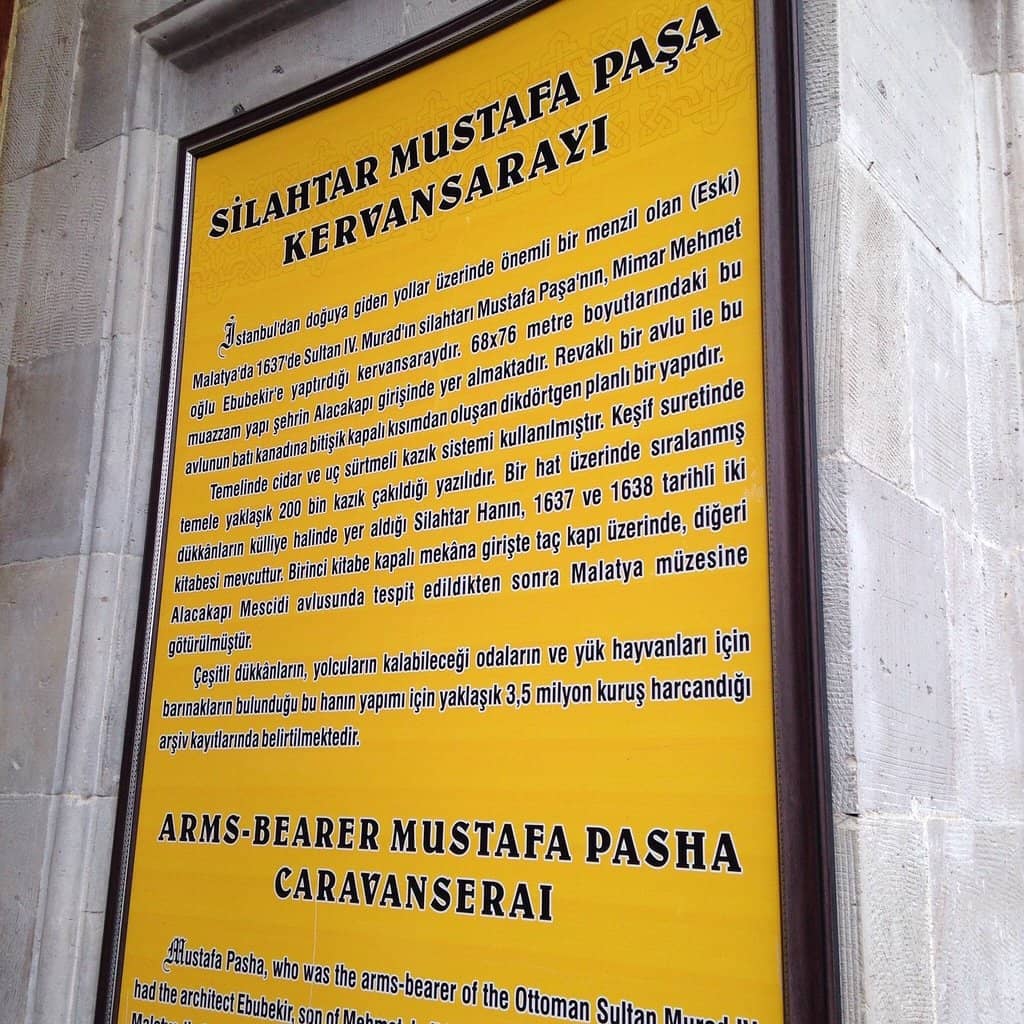 SİLAHTAR MUSTAFA PAŞA
KERVANSARAYI
İstanbul'dan doğuya giden yollar üzerinde önemli bir menzil olan (Eski)
Malatya'da 1637'de Sultan IV. Murad'ın silahtarı Mustafa Paşa'nın, Mimar Mehmet
oğlu Ebubekir'e yaptırdığı kervansaraydır. 68x76 metre boyutlarındaki bu
muazzam yapı şehrin Alacakapı girişinde yer almaktadır. Revaklı bir avlu ile bu
avlunun batı kanadına bitişik kapalı kısımdan oluşan dikdörtgen planlı bir yapıdır.
Temelinde cidar ve uç sürtmeli kazık sistemi kullanılmıştır. Keşif suretinde
temele yaklaşık 200 bin kazık çakıldığı yazılıdır. Bir hat üzerinde sıralanmış
dükkânların külliye halinde yer aldığı Silahtar Hanın, 1637 ve 1638 tarihli iki
kitabesi mevcuttur. Birinci kitabe kapalı mekâna girişte taç kapı üzerinde, diğeri
Alacakapı Mescidi avlusunda tespit edildikten sonra Malatya müzesine
götürülmüştür.
Çeşitli dükkânların, yolcuların kalabileceği odaların ve yük hayvanları için
barınakların bulunduğu bu hanın yapımı için yaklaşık 3,5 milyon kuruş harcandığı
arşiv kayıtlarında belirtilmektedir.
ARMS-BEARER MUSTAFA PASHA
CARAVANSERAI
Mustafa Pasha, who was the arms-bearer of the Ottoman Sultan Murad IV
had the architect Ebubekir, son of Mehmet